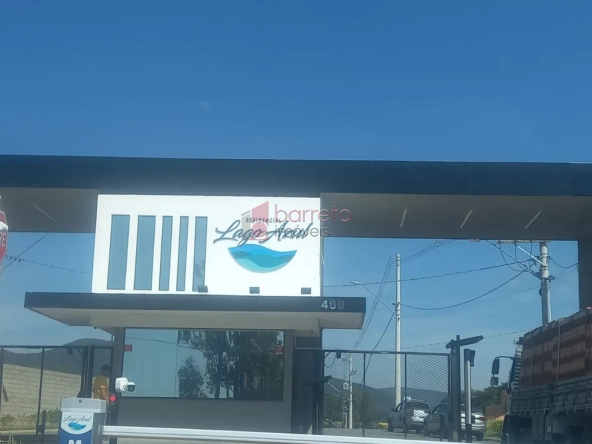 RESIDENCIAL
Lago Azul
barreto
imóveis
400